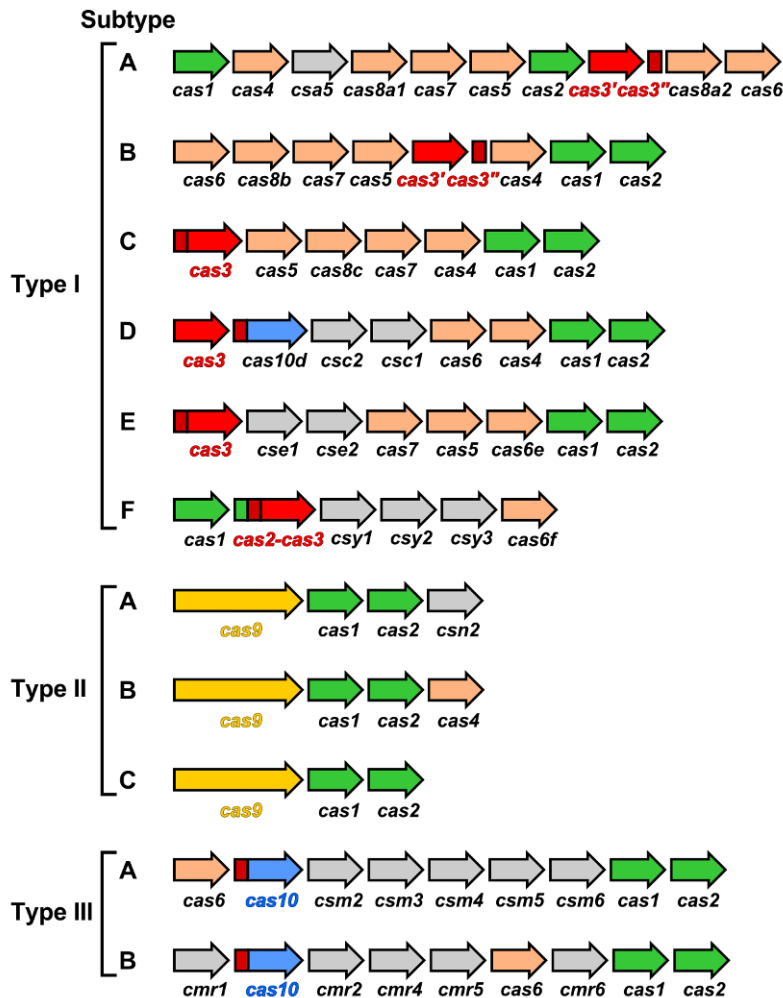 Subtype
A
cas1 cas4 csa5 cas8a1 cas7 cas5 cas2 cas3' cas3" cas8a2 cas6
B
cas6 cas8b cas7 cas5 cas3' cas3" cas4 cas1 cas2
C
cas3 cas5 cas8c cas7 cas4 cas1 cas2
Type I
D
cas3 cas10d csc2 csc1 cas6 cas4 cas1 cas2
E
cas3 cse1 cse2 cas7 cas5 cas6e cas1 cas2
F
cas1 cas2-cas3 csy1 csy2 csy3 cas6f
A
cas9 cas1 cas2 csn2
Type II
B
cas9 cas1 cas2 cas4
C
cas9 cas1 cas2
A
cas6 cas10 csm2 csm3 csm4 csm5 csm6 cas1 cas2
Type III
B
cmr1 cas10 cmr2 cmr4 cmr5 cas6 cmr6 cas1 cas2